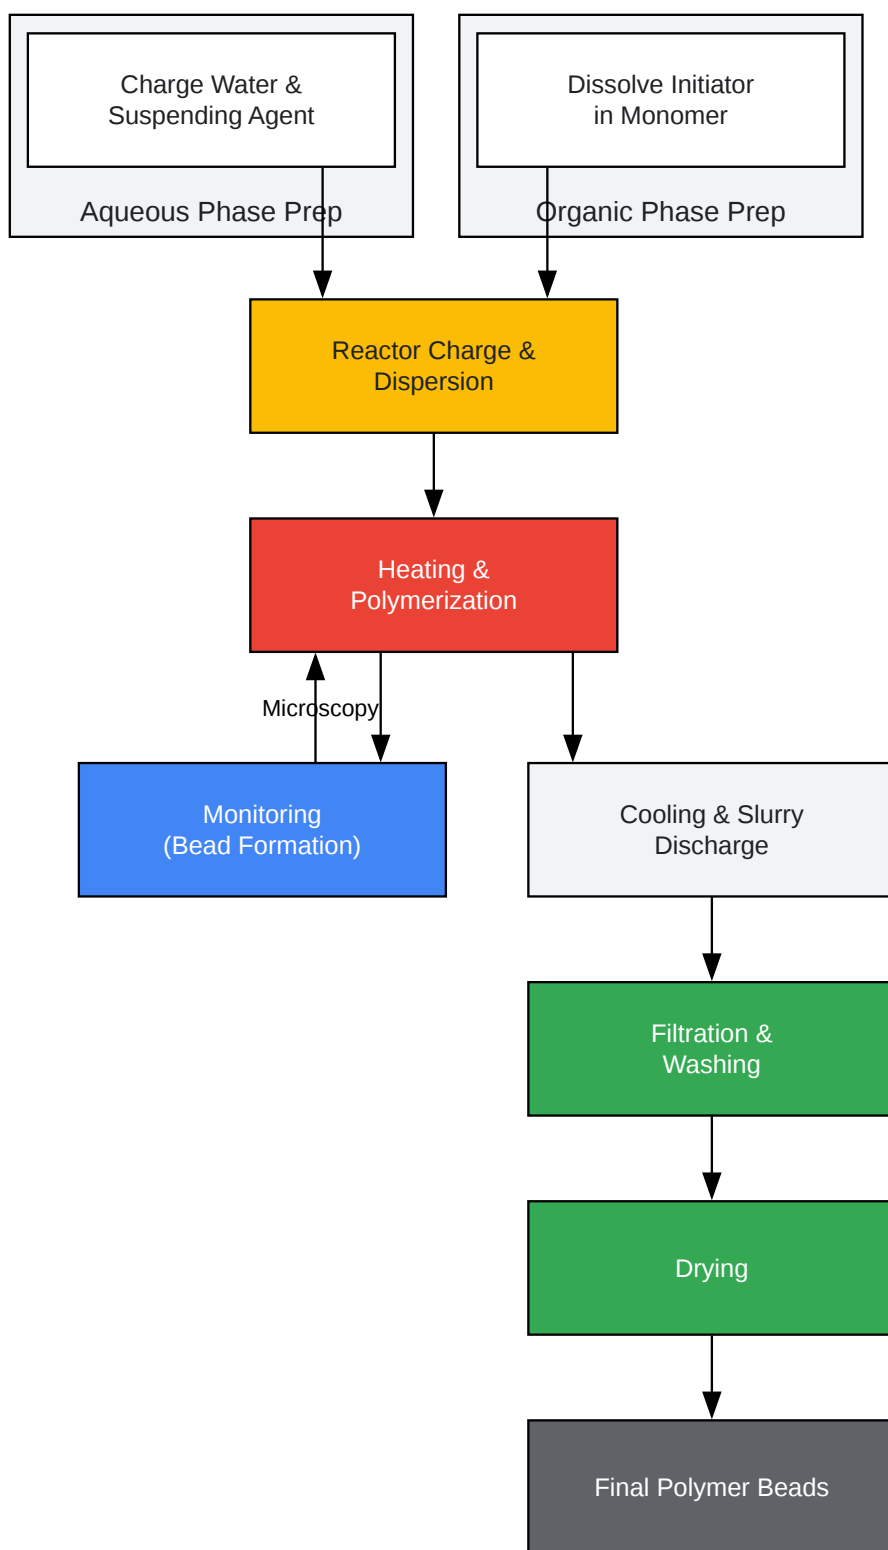 Charge Water &
Suspending Agent
Aqueous Phase Prep
Dissolve Initiator
in Monomer
Organic Phase Prep
Reactor Charge &
Dispersion
Heating &
Polymerization
Microscopy
Monitoring
(Bead Formation)
Cooling & Slurry
Discharge
Filtration &
Washing
Drying
Final Polymer Beads